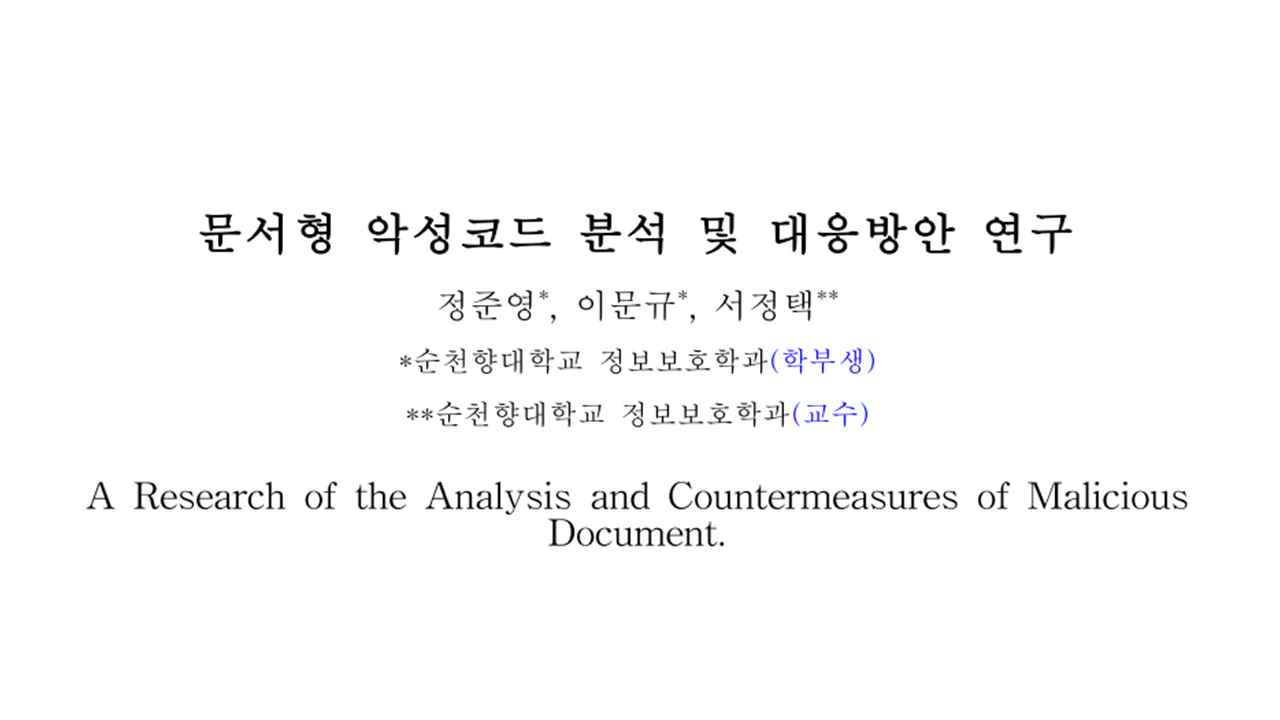 문서형 악성코드 분석 및 대응방안 연구
정준영*, 이문규*, 서정택**
*순천향대학교 정보보호학과(학부생)
**순천향대학교 정보보호학과(교수)
A Research of the Analysis and Countermeasures of Malicious
Document.